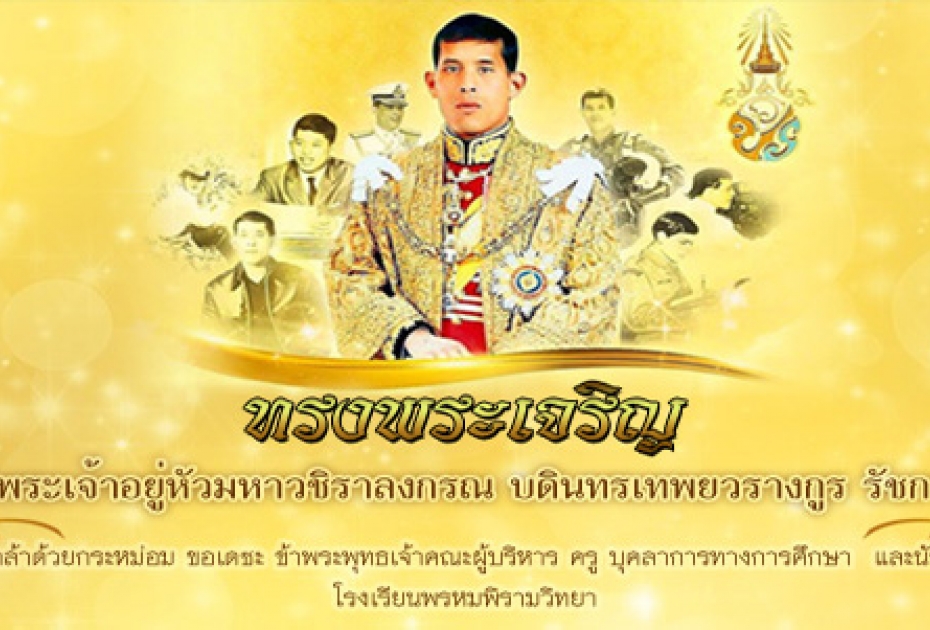 ทรงพระเจริญ
พระเจ้าอยู่หัวมหาวชิราลงกรณ บดินทรเทพยวรางกูร รัชก
ล้าด้วยกระหม่อม ขอเดชะ ข้าพระพุทธเจ้าคณะผู้บริหาร ครู บุคลาการทางการศึกษา และนั
โรงเรียนพรหมพิรามวิทยา